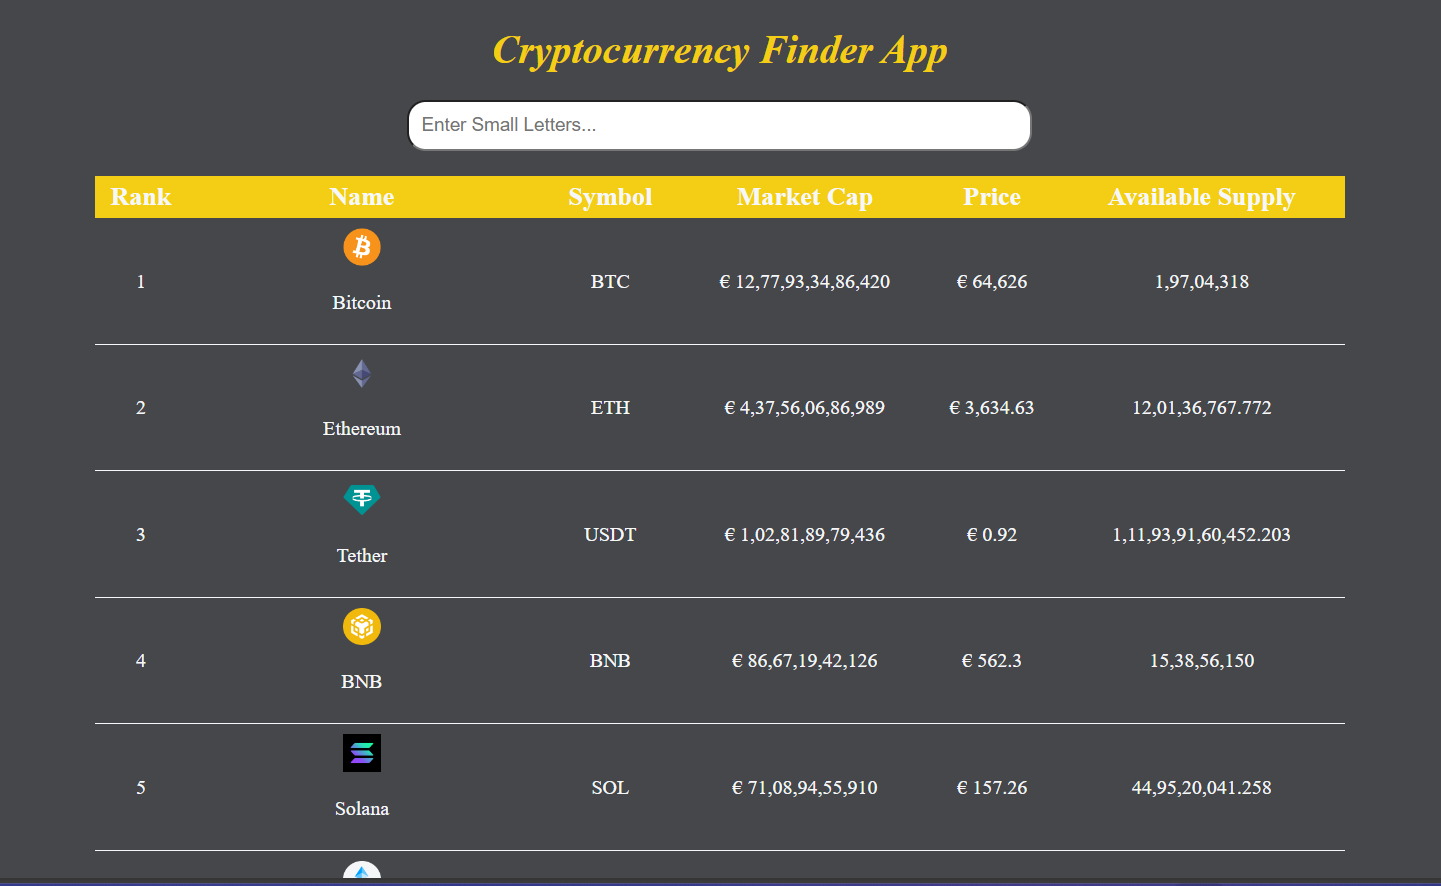 Cryptocurrency Finder App
Enter Small Letters...
Rank Name Symbol Market Cap Price Available Supply
1 Bitcoin BTC € 12,77,93,34,86,420 € 64,626 1,97,04,318
2 Ethereum ETH € 4,37,56,06,86,989 € 3,634.63 12,01,36,767.772
3 Tether USDT € 1,02,81,89,79,436 € 0.92 1,11,93,91,60,452.203
4 BNB BNB € 86,67,19,42,126 € 562.3 15,38,56,150
5 Solana SOL € 71,08,94,55,910 € 157.26 44,95,20,041.258